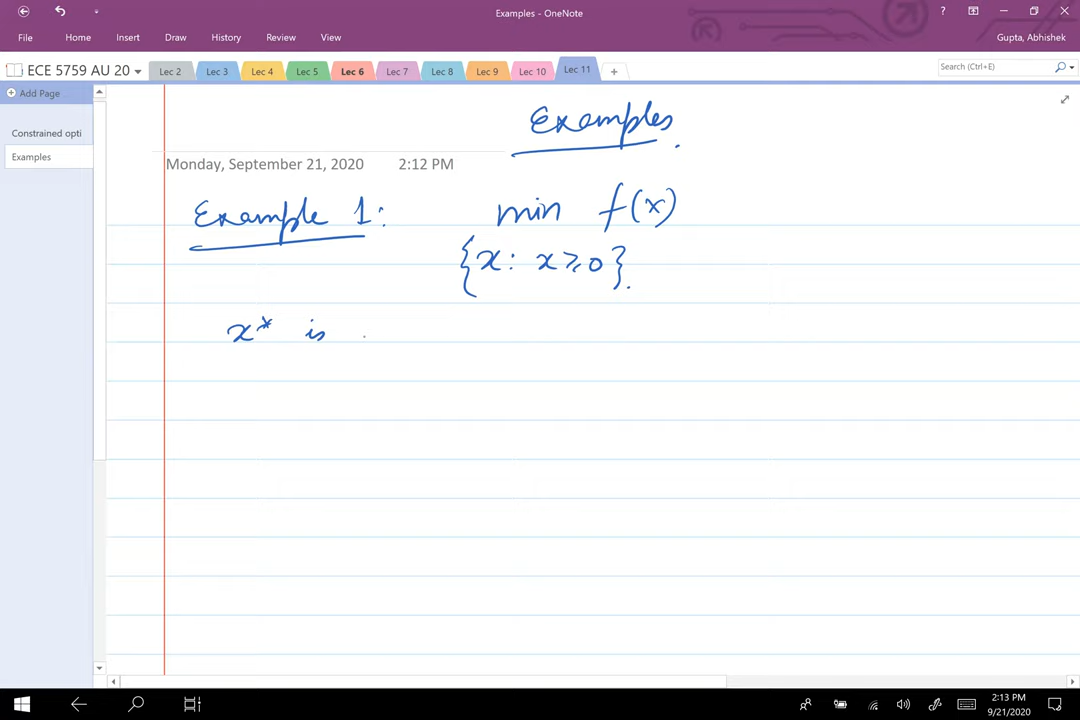 Examples - OneNote
Gupta, Abhishek
File Home Insert Draw History Review View
ECE 5759 AU 20 Lec 2 Lec 3 Lec 4 Lec 5 Lec 6 Lec 7 Lec 8 Lec 9 Lec 10 Lec 11 +
Search (Ctrl+E)
Add Page
Constrained opti
Examples
Examples.
Monday, September 21, 2020 2:12 PM
Example 1: min f(x)
{x: x ≥ 0}.
x* is
2:13 PM
9/21/2020